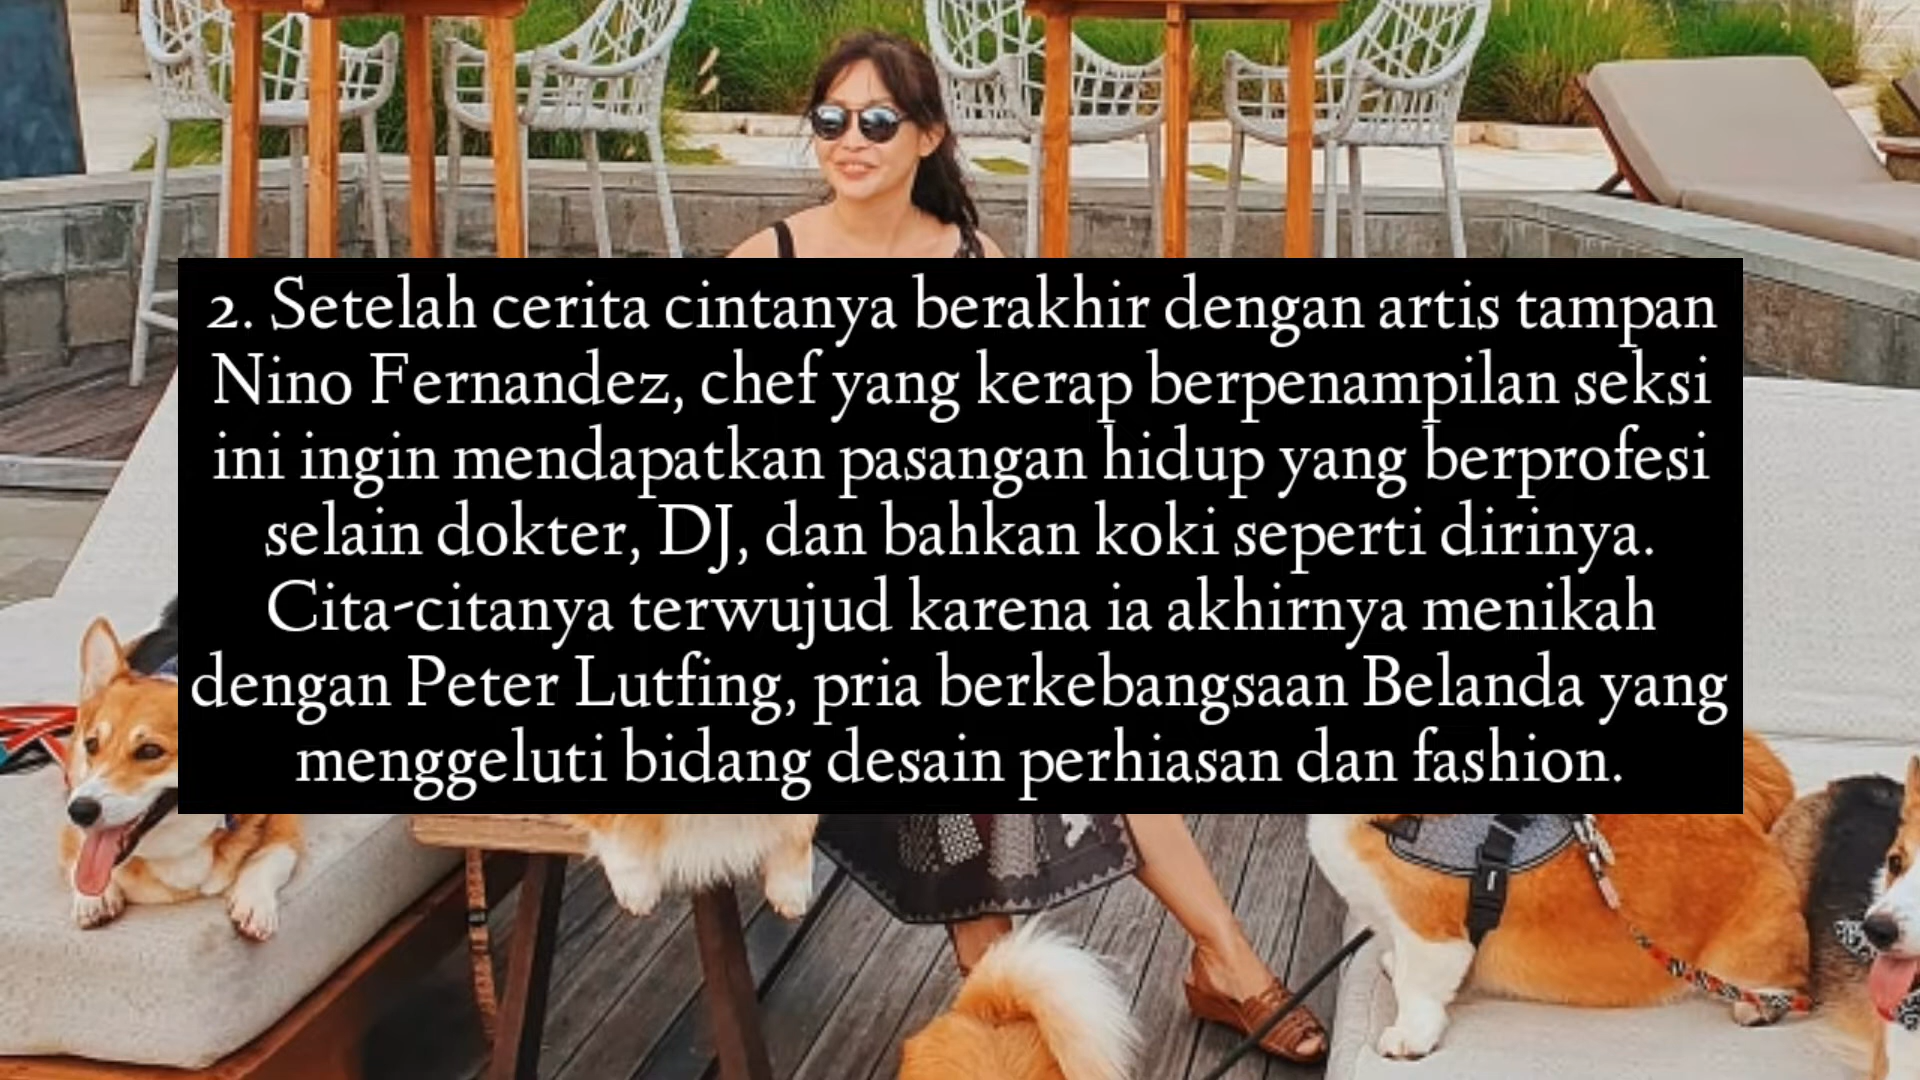 2. Setelah cerita cintanya berakhir dengan artis tampan
Nino Fernandez, chef yang kerap berpenampilan seksi
ini ingin mendapatkan pasangan hidup yang berprofesi
selain dokter, DJ, dan bahkan koki seperti dirinya.
Cita-citanya terwujud karena ia akhirnya menikah
dengan Peter Lutfing, pria berkebangsaan Belanda yang
menggeluti bidang desain perhiasan dan fashion.